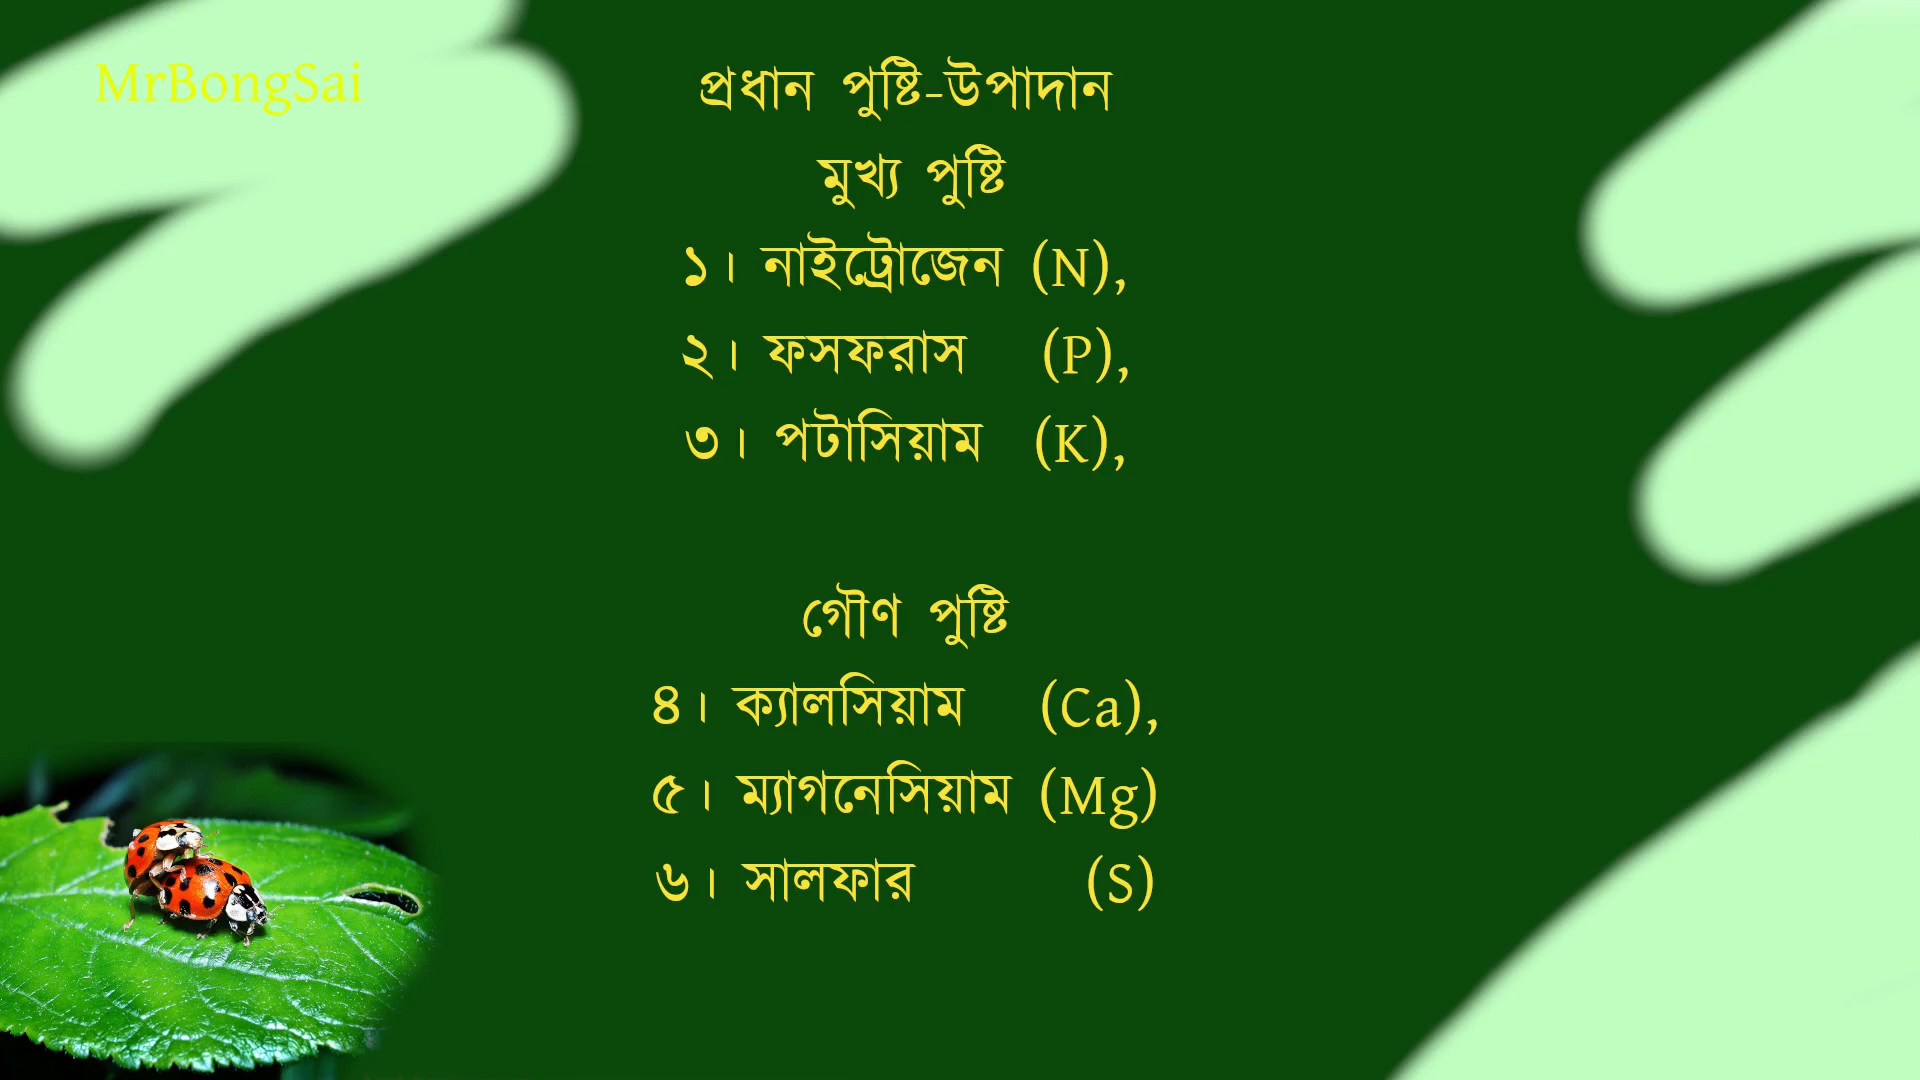 MrBongSai
প্রধান পুষ্টি-উপাদান
মুখ্য পুষ্টি
১। নাইট্রোজেন (N),
২। ফসফরাস (P),
৩। পটাসিয়াম (K),
গৌণ পুষ্টি
৪। ক্যালসিয়াম (Ca),
৫। ম্যাগনেসিয়াম (Mg)
৬। সালফার (S)